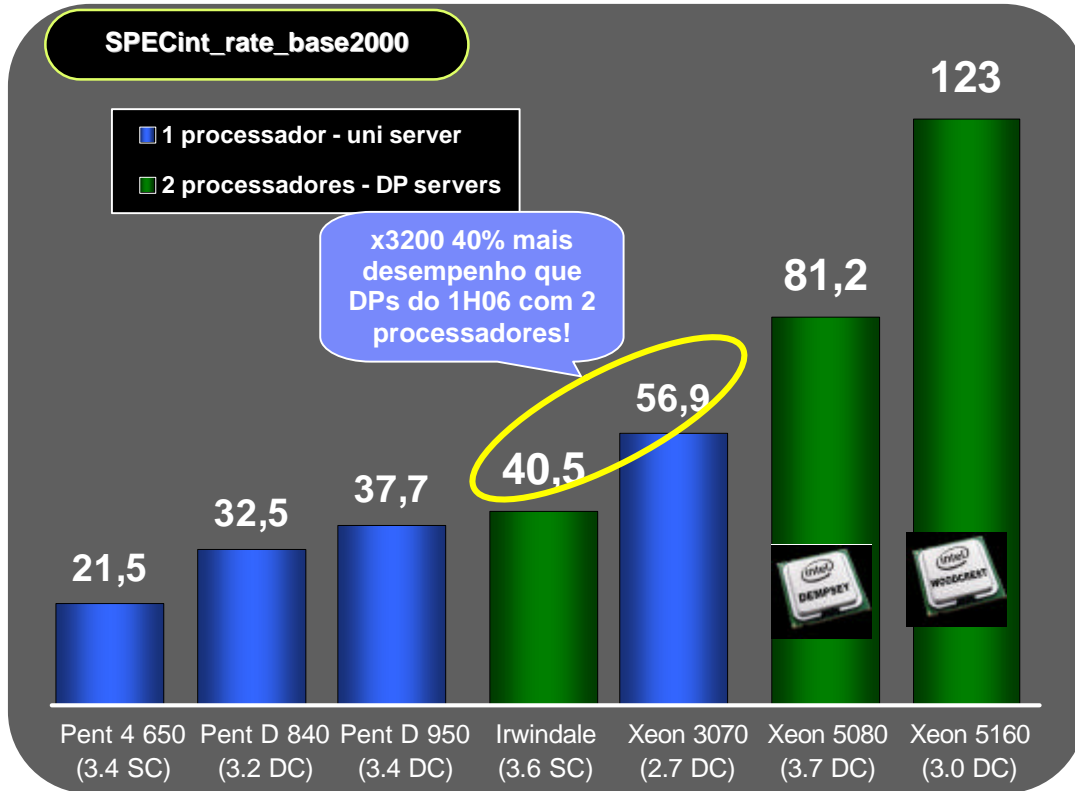 SPECint_rate_base2000
123
1 processador - uni server
2 processadores - DP servers
x3200 40% mais
desempenho que
DPs do 1H06 com 2
processadores!
81,2
56,9
40,5
37,7
32,5
21,5
intel
DEMPSEY
intel
WOODCREST
Pent 4 650 Pent D 840 Pent D 950 Irwindale Xeon 3070 Xeon 5080 Xeon 5160
(3.4 SC) (3.2 DC) (3.4 DC) (3.6 SC) (2.7 DC) (3.7 DC) (3.0 DC)